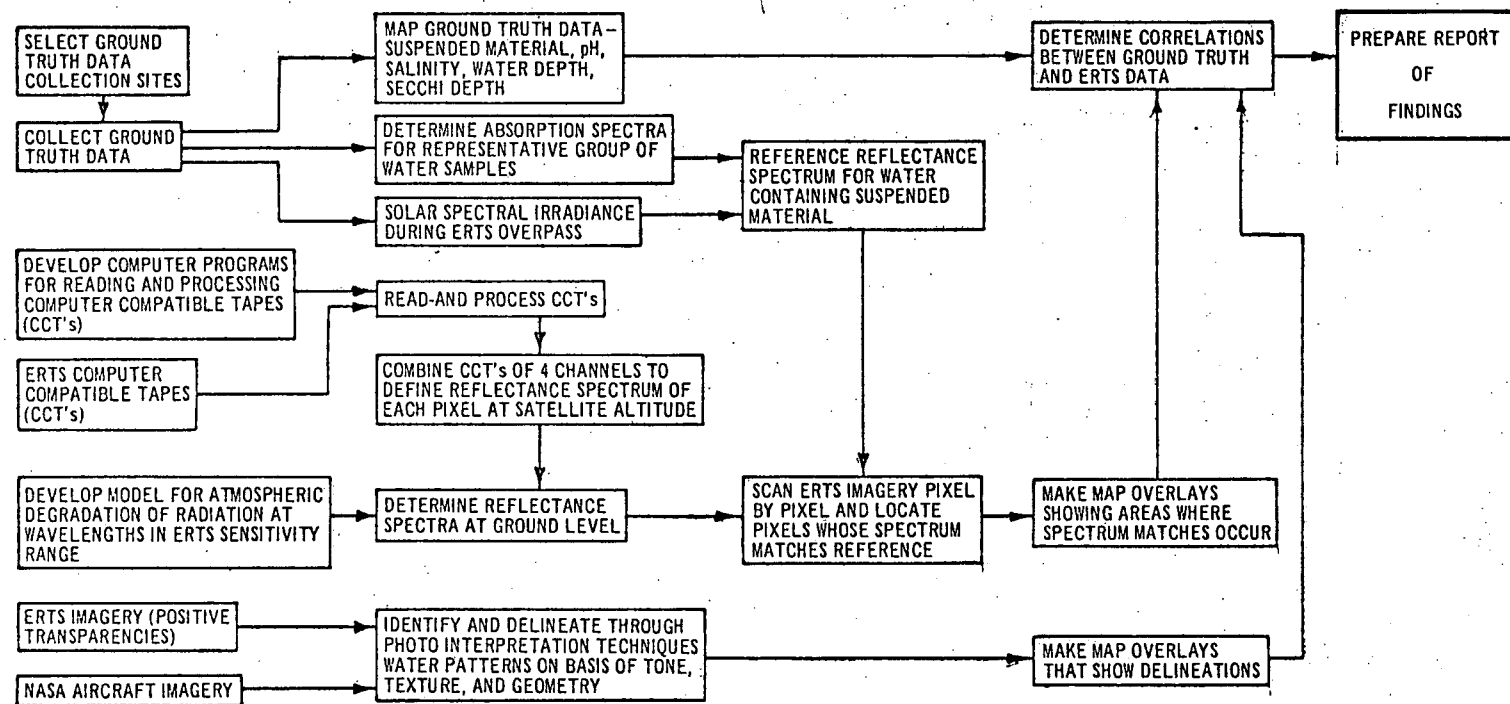 SELECT GROUND
TRUTH DATA
COLLECTION SITES
COLLECT GROUND
TRUTH DATA
MAP GROUND TRUTH DATA–
SUSPENDED MATERIAL, pH,
SALINITY, WATER DEPTH,
SECCHI DEPTH
DETERMINE ABSORPTION SPECTRA
FOR REPRESENTATIVE GROUP OF
WATER SAMPLES
SOLAR SPECTRAL IRRADIANCE
DURING ERTS OVERPASS
REFERENCE REFLECTANCE
SPECTRUM FOR WATER
CONTAINING SUSPENDED
MATERIAL
DETERMINE CORRELATIONS
BETWEEN GROUND TRUTH
AND ERTS DATA
PREPARE REPORT
OF
FINDINGS
DEVELOP COMPUTER PROGRAMS
FOR READING AND PROCESSING
COMPUTER COMPATIBLE TAPES
(CCT's)
ERTS COMPUTER
COMPATIBLE TAPES
(CCT's)
READ-AND PROCESS CCT's
COMBINE CCT's OF 4 CHANNELS TO
DEFINE REFLECTANCE SPECTRUM OF
EACH PIXEL AT SATELLITE ALTITUDE
DEVELOP MODEL FOR ATMOSPHERIC
DEGRADATION OF RADIATION AT
WAVELENGTHS IN ERTS SENSITIVITY
RANGE
DETERMINE REFLECTANCE
SPECTRA AT GROUND LEVEL
SCAN ERTS IMAGERY PIXEL
BY PIXEL AND LOCATE
PIXELS WHOSE SPECTRUM
MATCHES REFERENCE
MAKE MAP OVERLAYS
SHOWING AREAS WHERE
SPECTRUM MATCHES OCCUR
ERTS IMAGERY (POSITIVE
TRANSPARENCIES)
NASA AIRCRAFT IMAGERY
IDENTIFY AND DELINEATE THROUGH
PHOTO INTERPRETATION TECHNIQUES
WATER PATTERNS ON BASIS OF TONE,
TEXTURE, AND GEOMETRY
MAKE MAP OVERLAYS
THAT SHOW DELINEATIONS